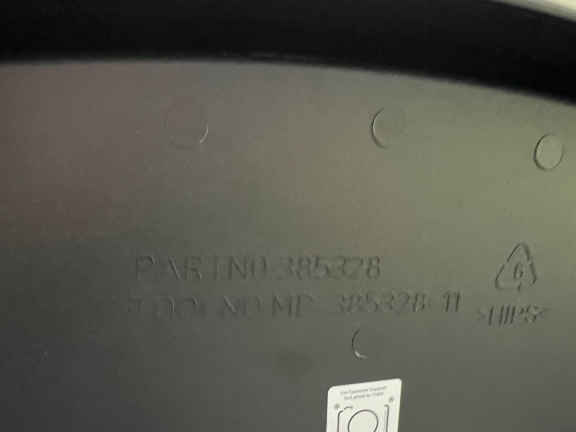 PART NO 385328
TOOL NO MP 385328-11
6
>HIPS<